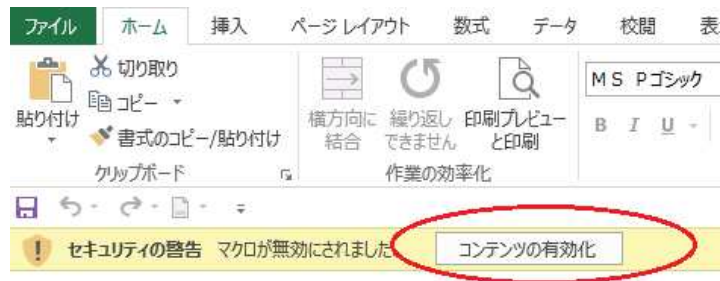 ファイル ホーム 挿入 ページ レイアウト 数式 データ 校閲 表
貼り付け
切り取り
コピー
書式のコピー/貼り付け
クリップボード
横方向に結合
繰り返しできません
印刷プレビューと印刷
作業の効率化
ＭＳ Ｐゴシック
B I U
セキュリティの警告 マクロが無効にされました コンテンツの有効化